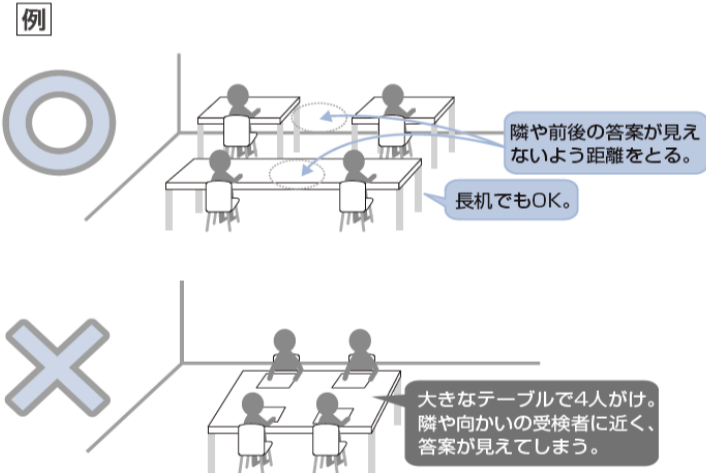 例
隣や前後の答案が見え
ないよう距離をとる。
長机でもOK。
大きなテーブルで4人がけ。
隣や向かいの受検者に近く、
答案が見えてしまう。